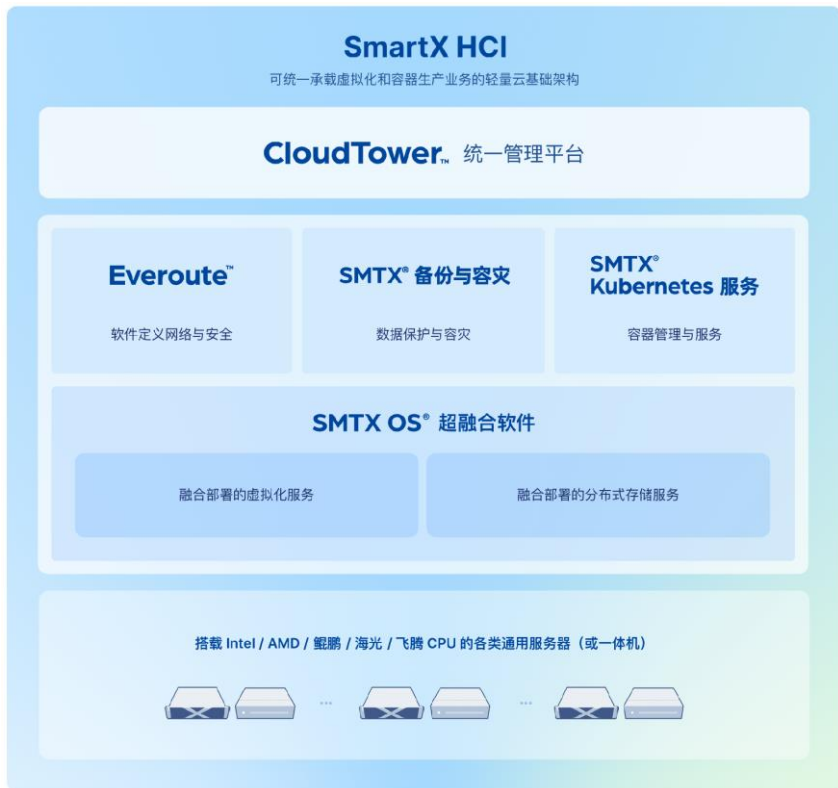 SmartX HCI
可统一承载虚拟化和容器生产业务的轻量云基础架构
CloudTower™ 统一管理平台
Everoute™
软件定义网络与安全
SMTX® 备份与容灾
数据保护与容灾
SMTX®
Kubernetes 服务
容器管理与服务
SMTX OS® 超融合软件
融合部署的虚拟化服务
融合部署的分布式存储服务
搭载 Intel / AMD / 鲲鹏 / 海光 / 飞腾 CPU 的各类通用服务器（或一体机）
... ...